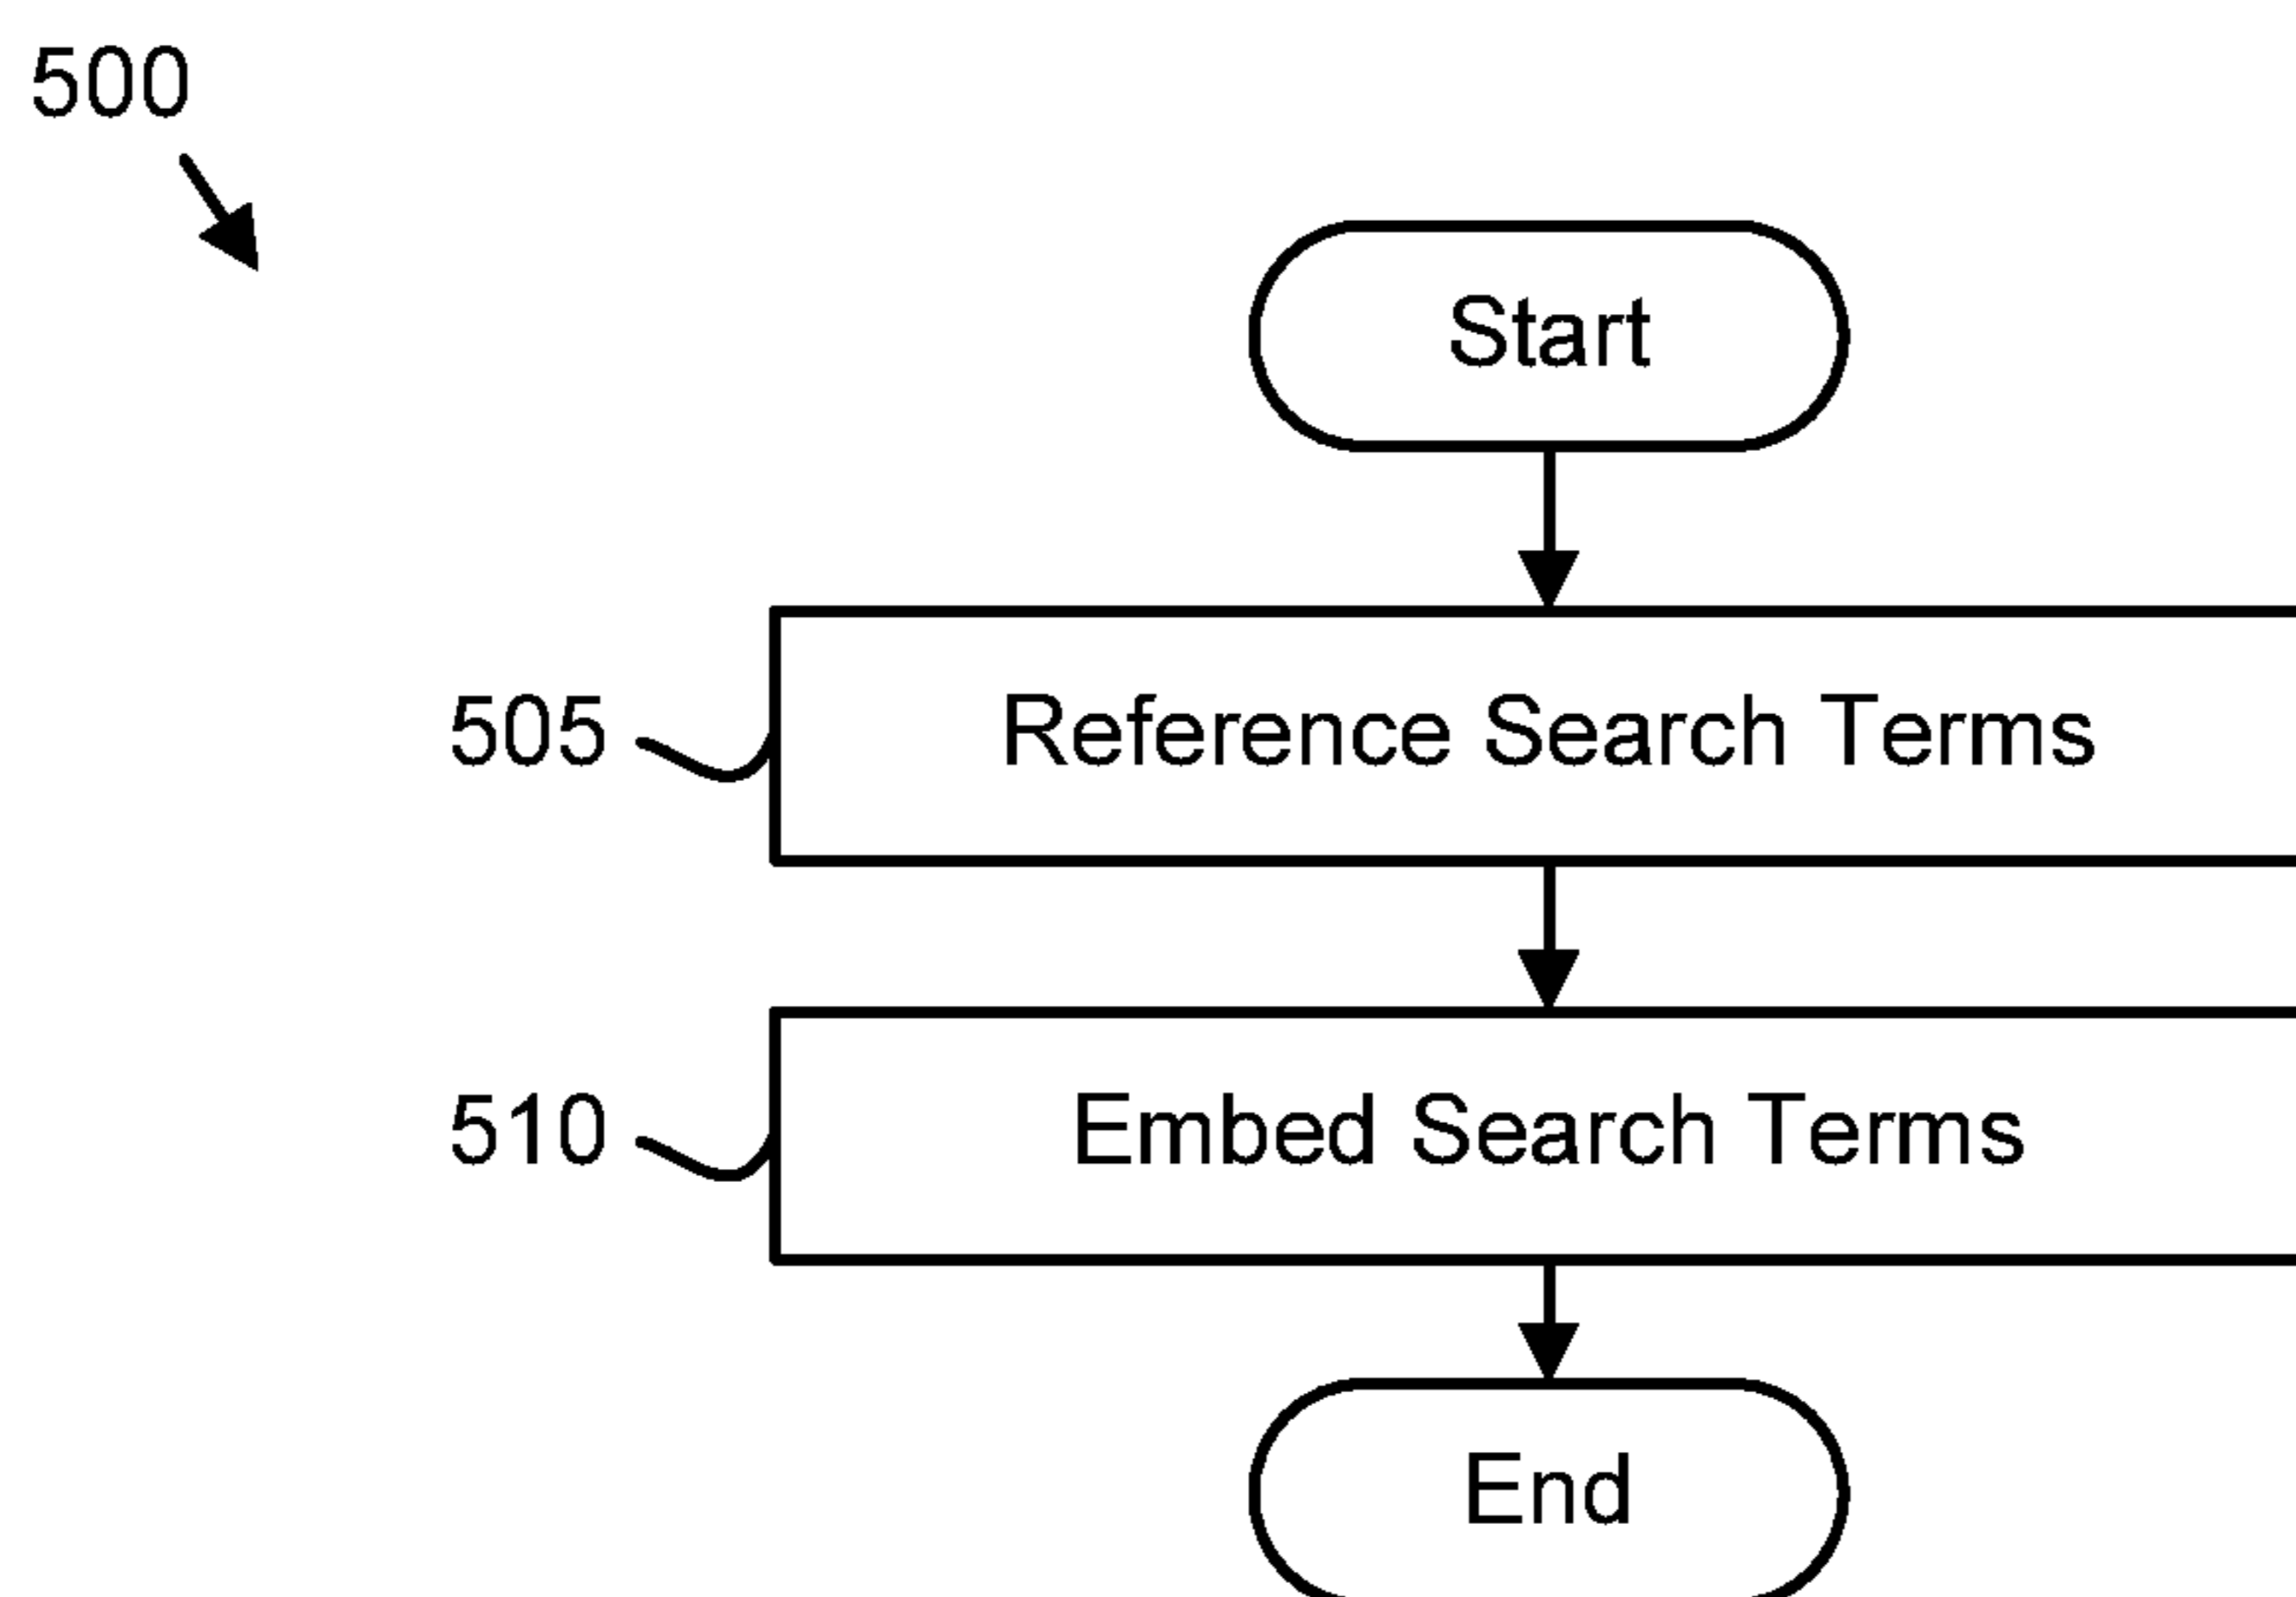 500
Start
505 Reference Search Terms
510 Embed Search Terms
End